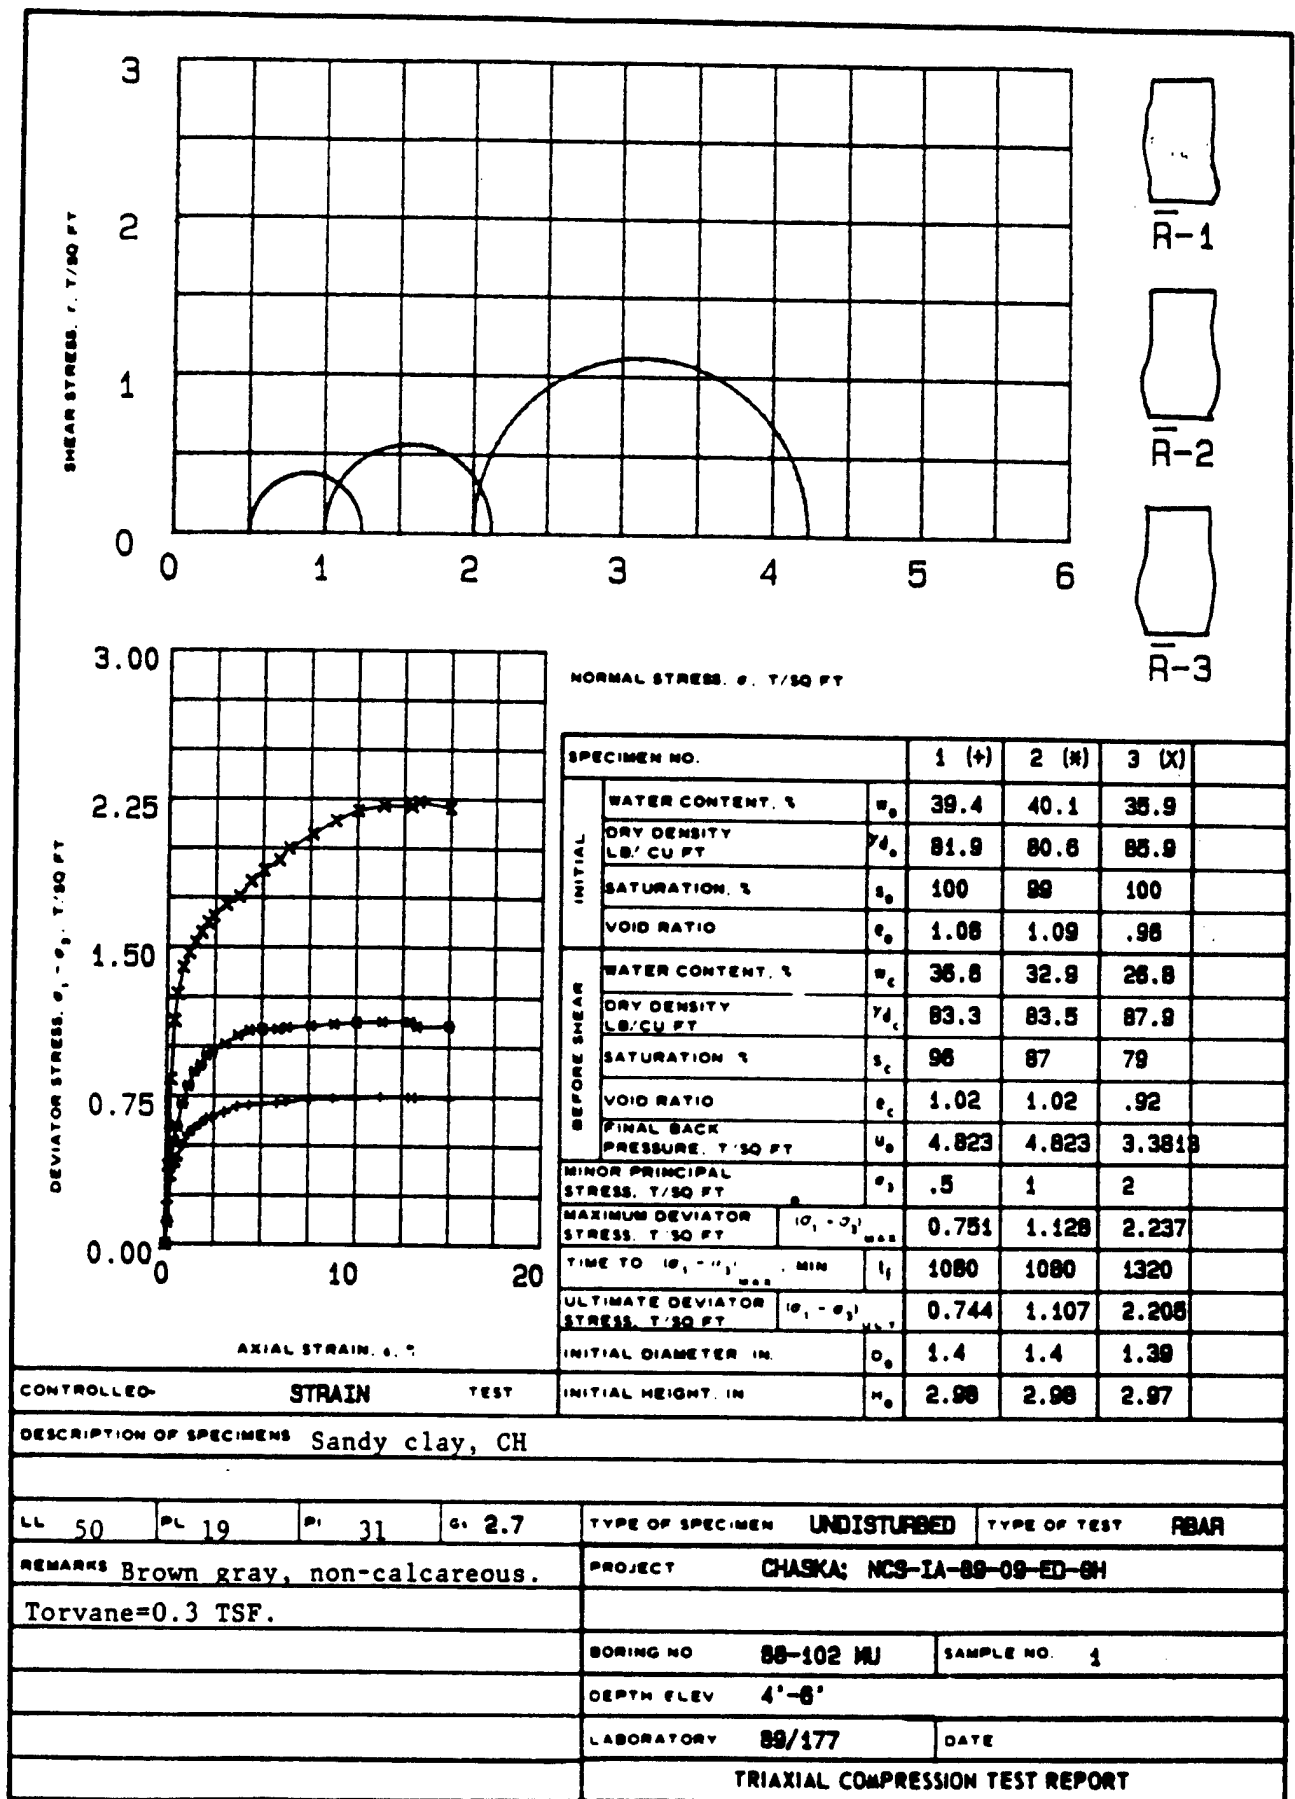 3
2
1
0
SHEAR STRESS, τ, T/SQ FT
0 1 2 3 4 5 6
NORMAL STRESS, σ, T/SQ FT
R̅-1
R̅-2
R̅-3
3.00
2.25
1.50
0.75
0.00
DEVIATOR STRESS, σ₁ - σ₃, T/SQ FT
0 10 20
AXIAL STRAIN, ε, %
CONTROLLED- STRAIN TEST
SPECIMEN NO. 1 (+) 2 (*) 3 (X)
INITIAL
WATER CONTENT, % w₀ 39.4 40.1 35.9
DRY DENSITY LB/CU FT γd₀ 81.9 80.6 85.9
SATURATION, % s₀ 100 99 100
VOID RATIO e₀ 1.06 1.09 .96
BEFORE SHEAR
WATER CONTENT, % w_c 36.6 32.9 26.8
DRY DENSITY LB/CU FT γd_c 83.3 83.5 87.9
SATURATION % s_c 96 87 79
VOID RATIO e_c 1.02 1.02 .92
FINAL BACK PRESSURE, T/SQ FT u₀ 4.823 4.823 3.3813
MINOR PRINCIPAL STRESS, T/SQ FT σ₃ .5 1 2
MAXIMUM DEVIATOR STRESS, T/SQ FT (σ₁ - σ₃) MAX 0.751 1.128 2.237
TIME TO (σ₁ - σ₃) MAX, MIN t_f 1080 1080 1320
ULTIMATE DEVIATOR STRESS, T/SQ FT (σ₁ - σ₃) ULT 0.744 1.107 2.205
INITIAL DIAMETER IN. D₀ 1.4 1.4 1.39
INITIAL HEIGHT, IN H₀ 2.98 2.98 2.97
DESCRIPTION OF SPECIMENS Sandy clay, CH
LL 50 PL 19 PI 31 Gs 2.7
TYPE OF SPECIMEN UNDISTURBED TYPE OF TEST RBAR
REMARKS Brown gray, non-calcareous.
Torvane=0.3 TSF.
PROJECT CHASKA; NCS-IA-89-09-ED-GH
BORING NO 88-102 MU SAMPLE NO. 1
DEPTH ELEV 4'-6'
LABORATORY 89/177 DATE
TRIAXIAL COMPRESSION TEST REPORT